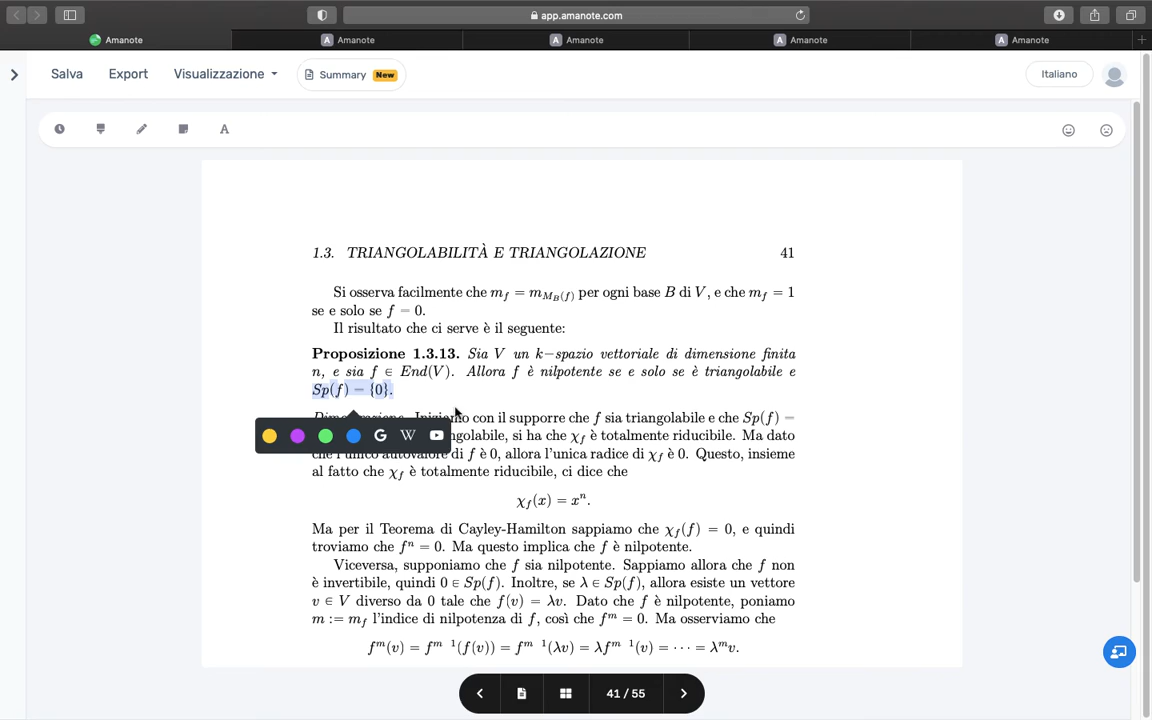 app.amanote.com
Amanote
Amanote
Amanote
Amanote
Amanote
Salva
Export
Visualizzazione
Summary New
Italiano
A
1.3. TRIANGOLABILITÀ E TRIANGOLAZIONE 41
Si osserva facilmente che m_f = m_{M_B(f)} per ogni base B di V, e che m_f = 1
se e solo se f = 0.
Il risultato che ci serve è il seguente:
Proposizione 1.3.13. Sia V un k−spazio vettoriale di dimensione finita
n, e sia f ∈ End(V). Allora f è nilpotente se e solo se è triangolabile e
Sp(f) = {0}.
con il supporre che f sia triangolabile e che Sp(f) =
G W
si ha che χ_f è totalmente riducibile. Ma dato
che l'unico autovalore di f è 0, allora l'unica radice di χ_f è 0. Questo, insieme
al fatto che χ_f è totalmente riducibile, ci dice che
χ_f(x) = x^n.
Ma per il Teorema di Cayley-Hamilton sappiamo che χ_f(f) = 0, e quindi
troviamo che f^n = 0. Ma questo implica che f è nilpotente.
Viceversa, supponiamo che f sia nilpotente. Sappiamo allora che f non
è invertibile, quindi 0 ∈ Sp(f). Inoltre, se λ ∈ Sp(f), allora esiste un vettore
v ∈ V diverso da 0 tale che f(v) = λv. Dato che f è nilpotente, poniamo
m := m_f l'indice di nilpotenza di f, così che f^m = 0. Ma osserviamo che
f^m(v) = f^{m 1}(f(v)) = f^{m 1}(λv) = λf^{m 1}(v) = ··· = λ^m v.
41 / 55